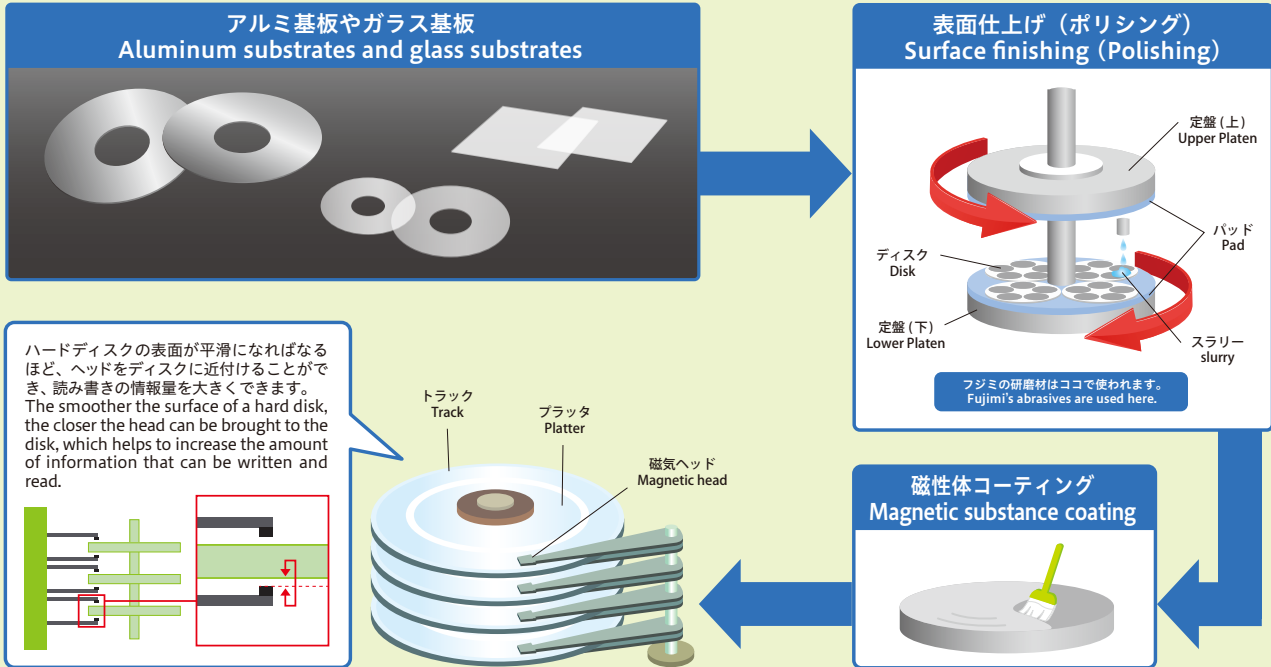 アルミ基板やガラス基板
Aluminum substrates and glass substrates
表面仕上げ（ポリシング）
Surface finishing (Polishing)
定盤(上)
Upper Platen
パッド
Pad
ディスク
Disk
定盤(下)
Lower Platen
スラリー
slurry
フジミの研磨材はココで使われます。
Fujimi's abrasives are used here.
磁性体コーティング
Magnetic substance coating
トラック
Track
プラッタ
Platter
磁気ヘッド
Magnetic head
ハードディスクの表面が平滑になればなる
ほど、ヘッドをディスクに近付けることがで
き、読み書きの情報量を大きくできます。
The smoother the surface of a hard disk,
the closer the head can be brought to the
disk, which helps to increase the amount
of information that can be written and
read.